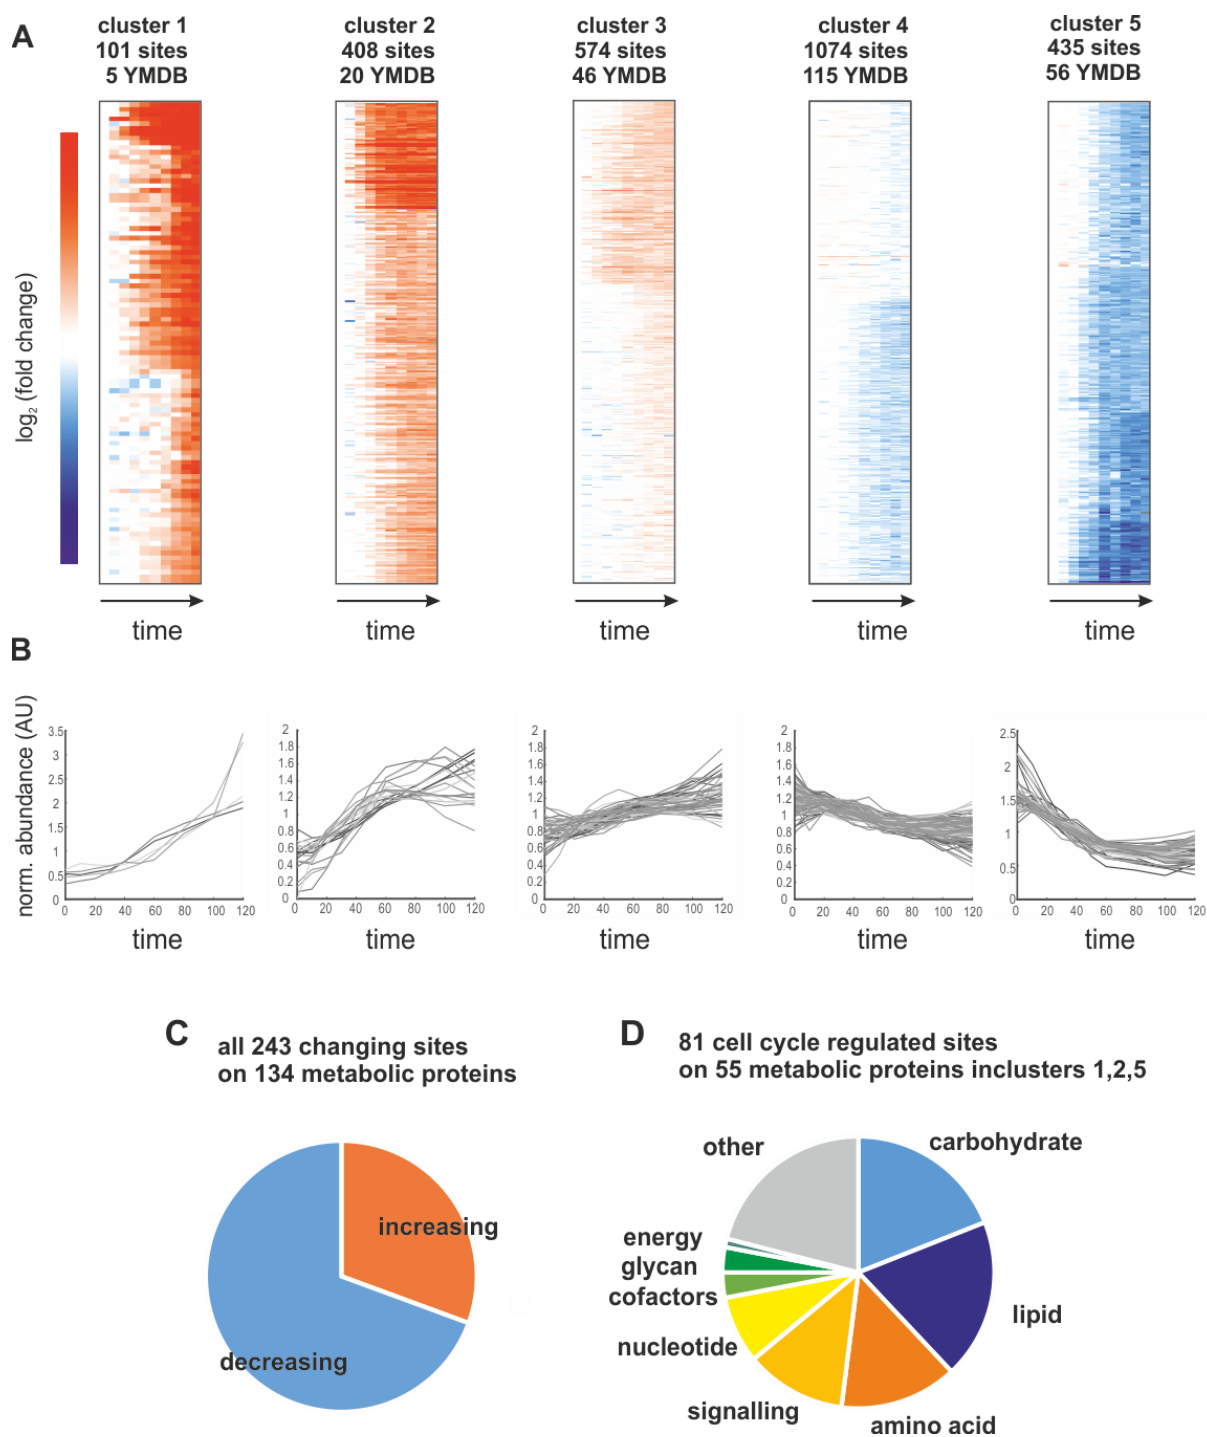 A
cluster 1
101 sites
5 YMDB
cluster 2
408 sites
20 YMDB
cluster 3
574 sites
46 YMDB
cluster 4
1074 sites
115 YMDB
cluster 5
435 sites
56 YMDB
log₂ (fold change)
time
time
time
time
time
B
norm. abundance (AU)
3.5
3
2.5
2
1.5
1
0.5
0
0 20 40 60 80 100 120
time
2
1.8
1.6
1.4
1.2
1
0.8
0.6
0.4
0.2
0
0 20 40 60 80 100 120
time
2
1.8
1.6
1.4
1.2
1
0.8
0.6
0.4
0.2
0
0 20 40 60 80 100 120
time
2
1.8
1.6
1.4
1.2
1
0.8
0.6
0.4
0.2
0
0 20 40 60 80 100 120
time
2.5
2
1.5
1
0.5
0
0 20 40 60 80 100 120
time
C
all 243 changing sites
on 134 metabolic proteins
increasing
decreasing
D
81 cell cycle regulated sites
on 55 metabolic proteins inclusters 1,2,5
other
carbohydrate
energy
glycan
cofactors
lipid
nucleotide
signalling
amino acid